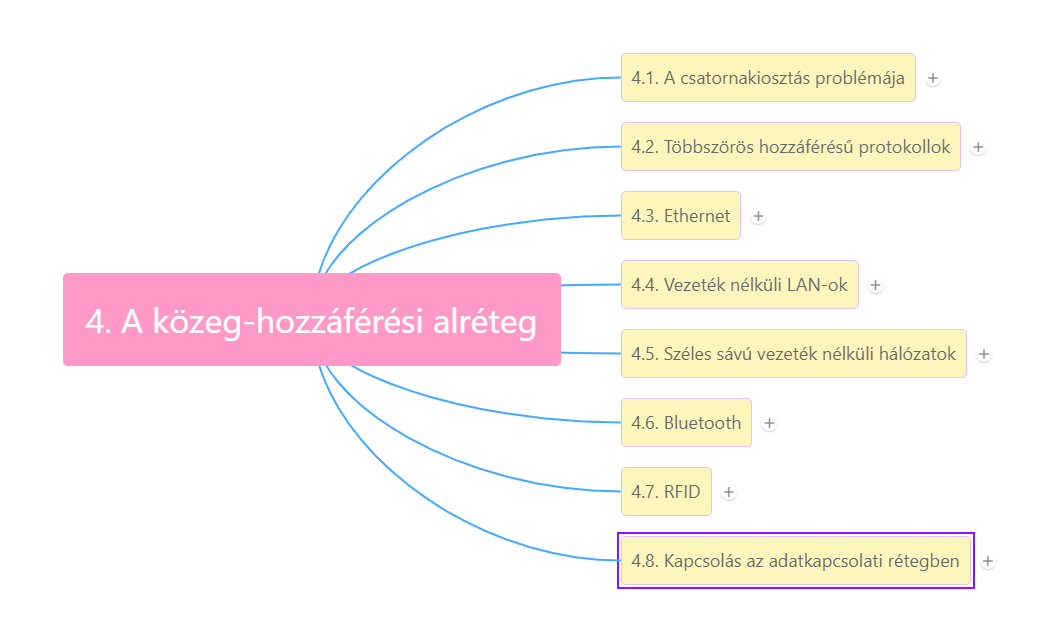 4. A közeg-hozzáférési alréteg
4.1. A csatornakiosztás problémája
4.2. Többszörös hozzáférésű protokollok
4.3. Ethernet
4.4. Vezeték nélküli LAN-ok
4.5. Széles sávú vezeték nélküli hálózatok
4.6. Bluetooth
4.7. RFID
4.8. Kapcsolás az adatkapcsolati rétegben